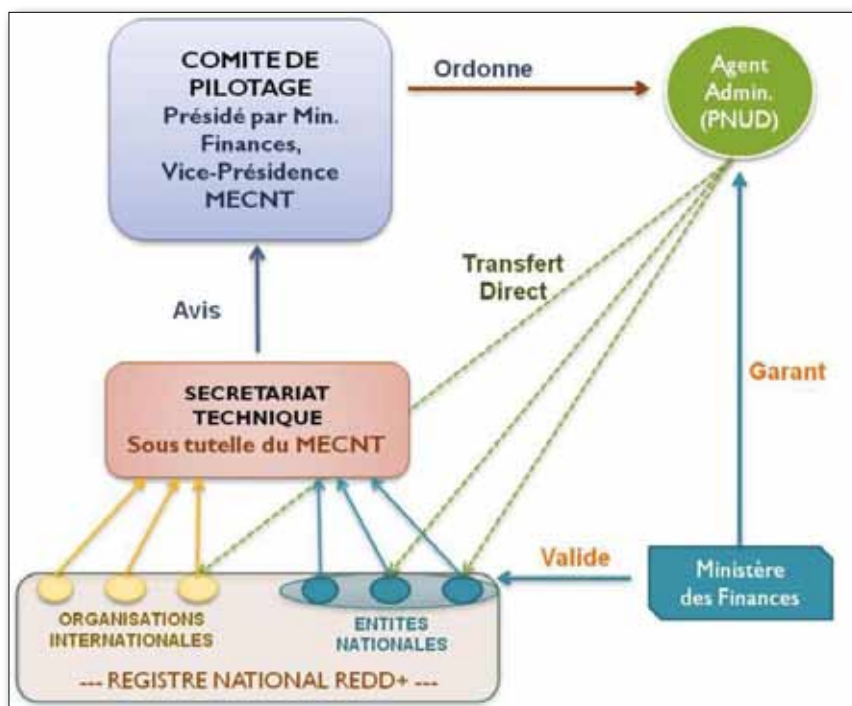 COMITE DE
PILOTAGE
Présidé par Min.
Finances,
Vice-Présidence
MECNT
Ordonne
Agent
Admin.
(PNUD)
Transfert
Direct
Avis
Garant
SECRETARIAT
TECHNIQUE
Sous tutelle du MECNT
Valide
Ministère
des Finances
ORGANISATIONS
INTERNATIONALES
ENTITES
NATIONALES
--- REGISTRE NATIONAL REDD+ ---